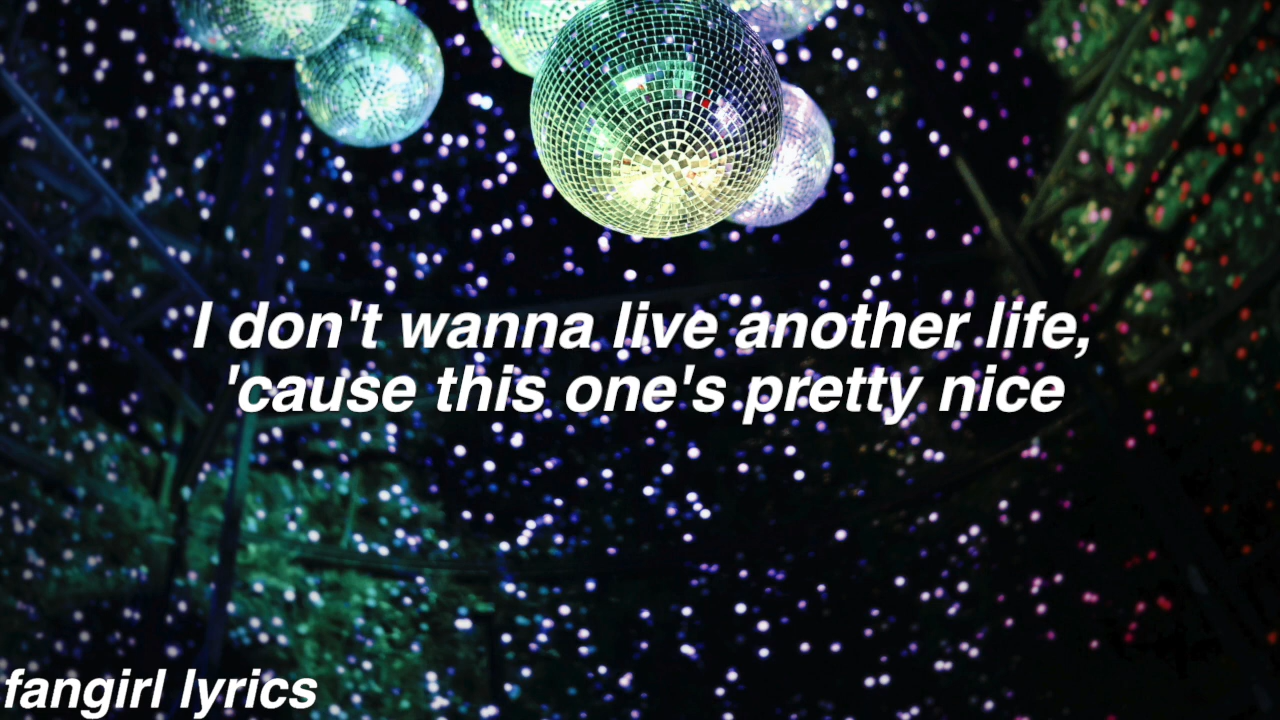 I don't wanna live another life,
'cause this one's pretty nice
fangirl lyrics